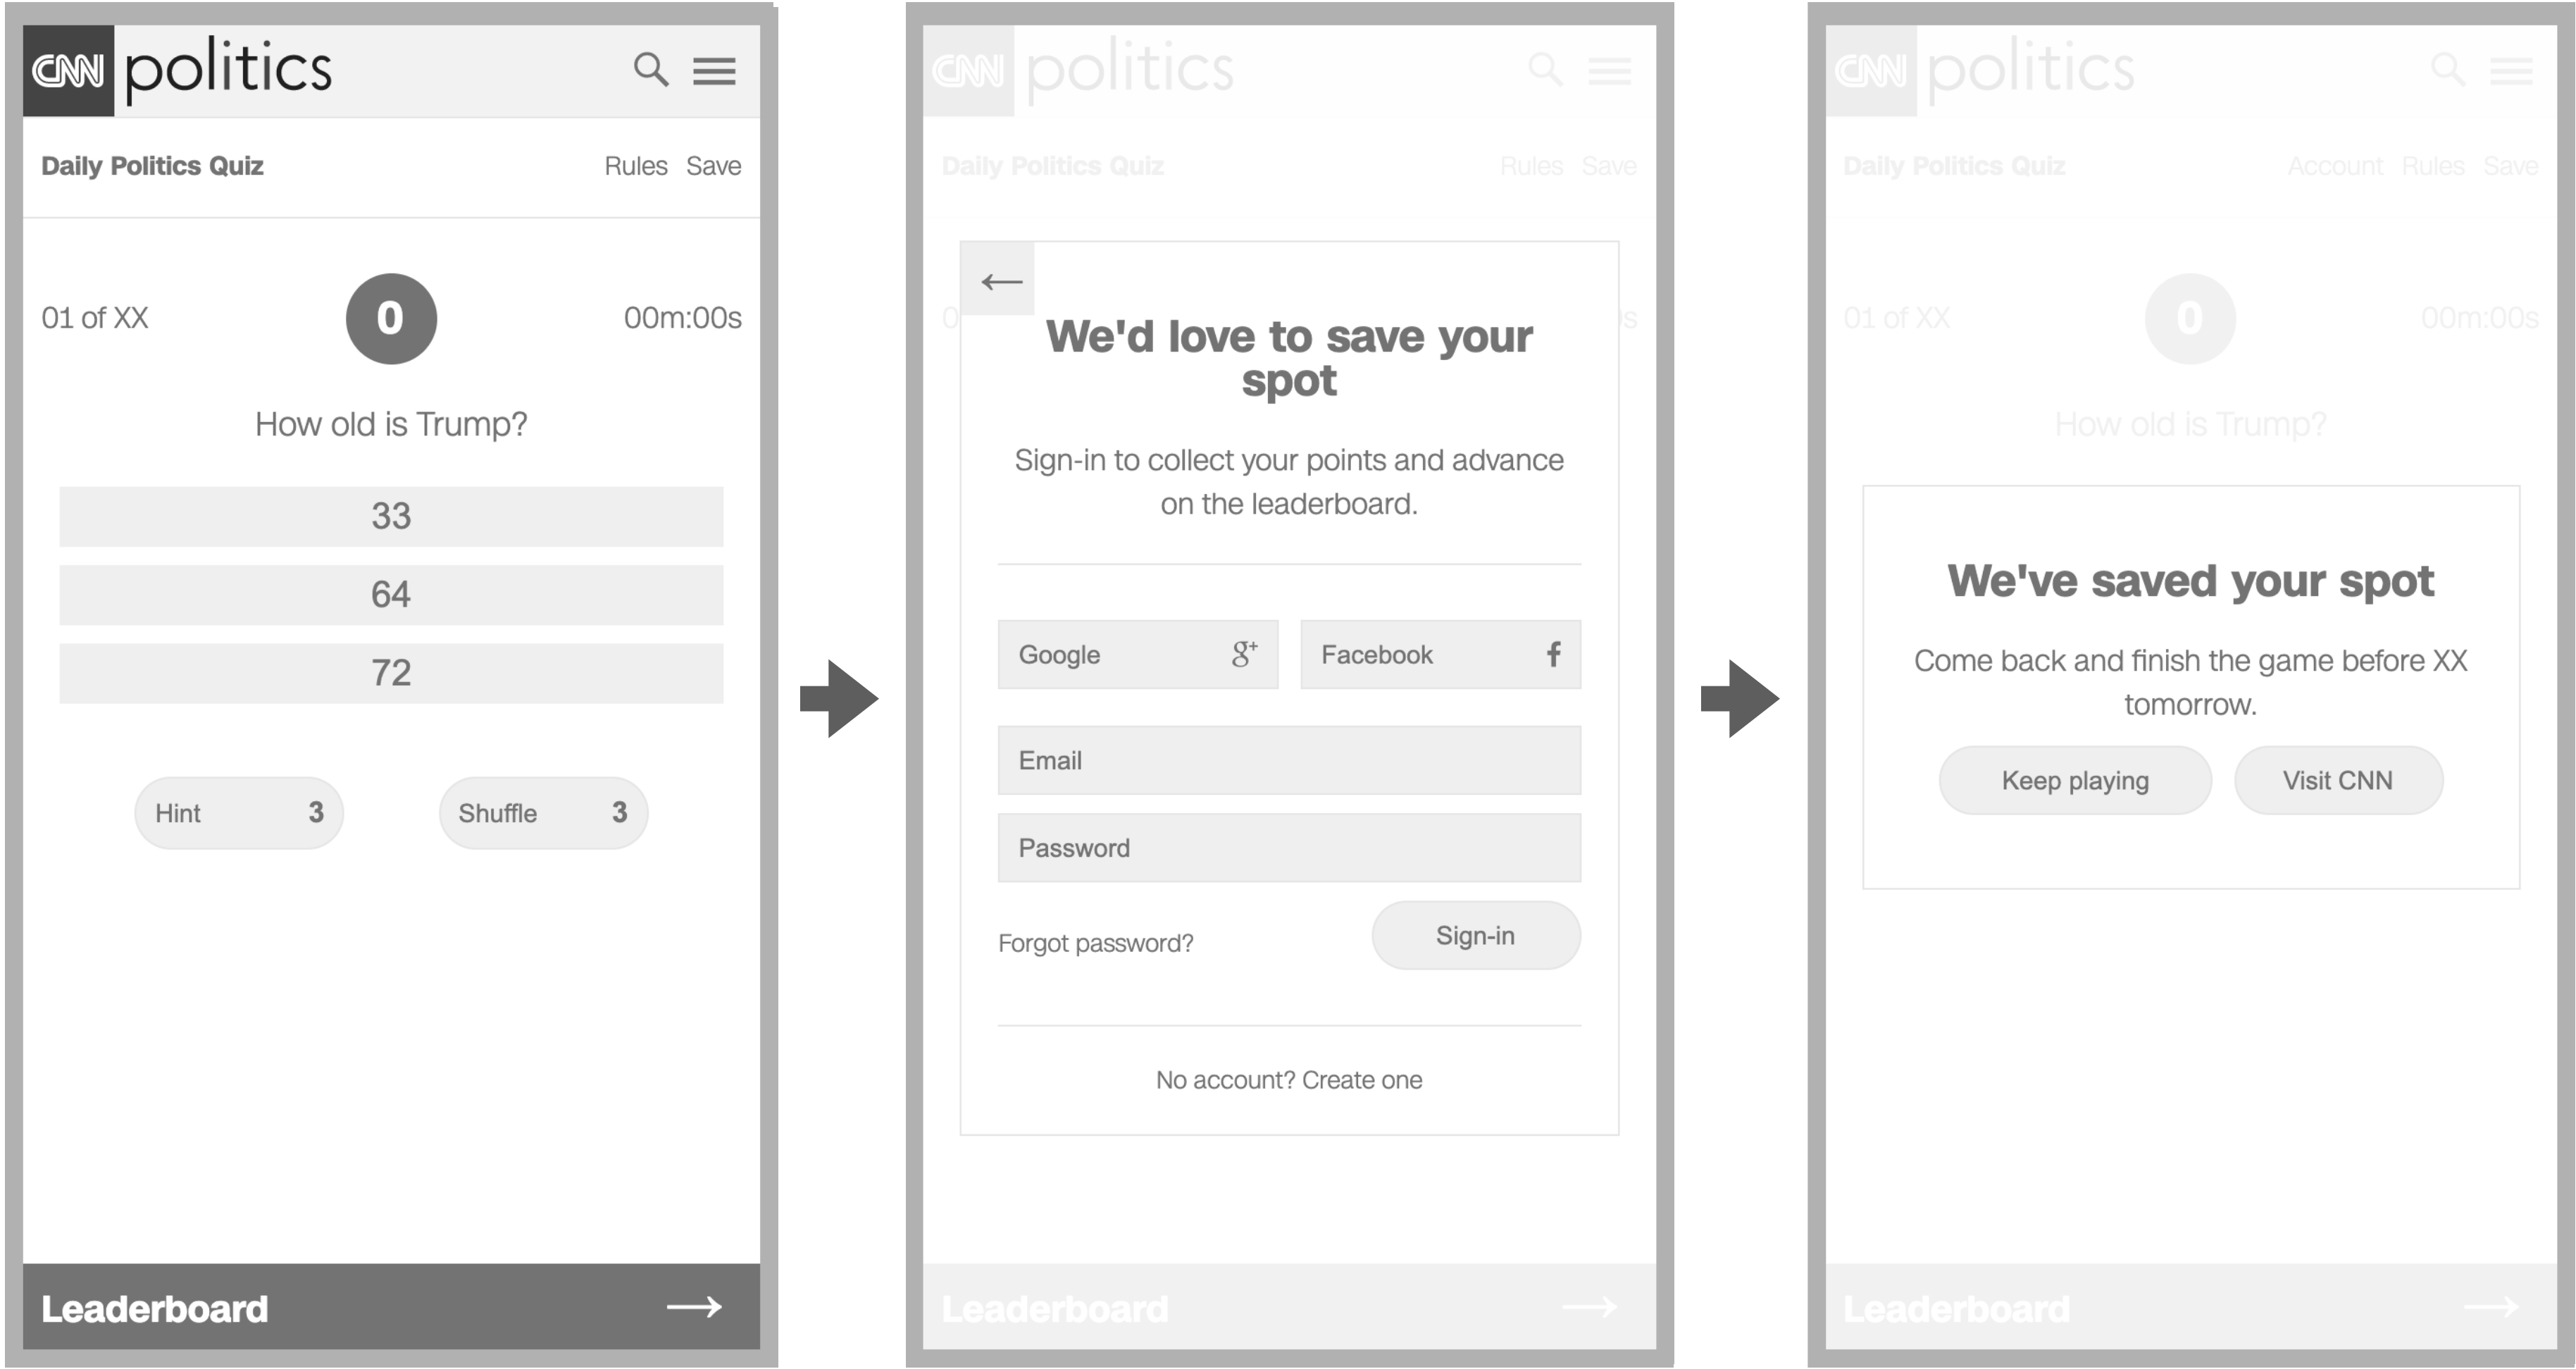 CNN politics
Daily Politics Quiz Rules Save
01 of XX 0 00m:00s
How old is Trump?
33
64
72
Hint 3 Shuffle 3
Leaderboard
CNN politics
Daily Politics Quiz Rules Save
0 s
We'd love to save your
spot
Sign-in to collect your points and advance
on the leaderboard.
Google g+ Facebook f
Email
Password
Forgot password? Sign-in
No account? Create one
Leaderboard
CNN politics
Daily Politics Quiz Account Rules Save
01 of XX 0 00m:00s
How old is Trump?
We've saved your spot
Come back and finish the game before XX
tomorrow.
Keep playing Visit CNN
Leaderboard